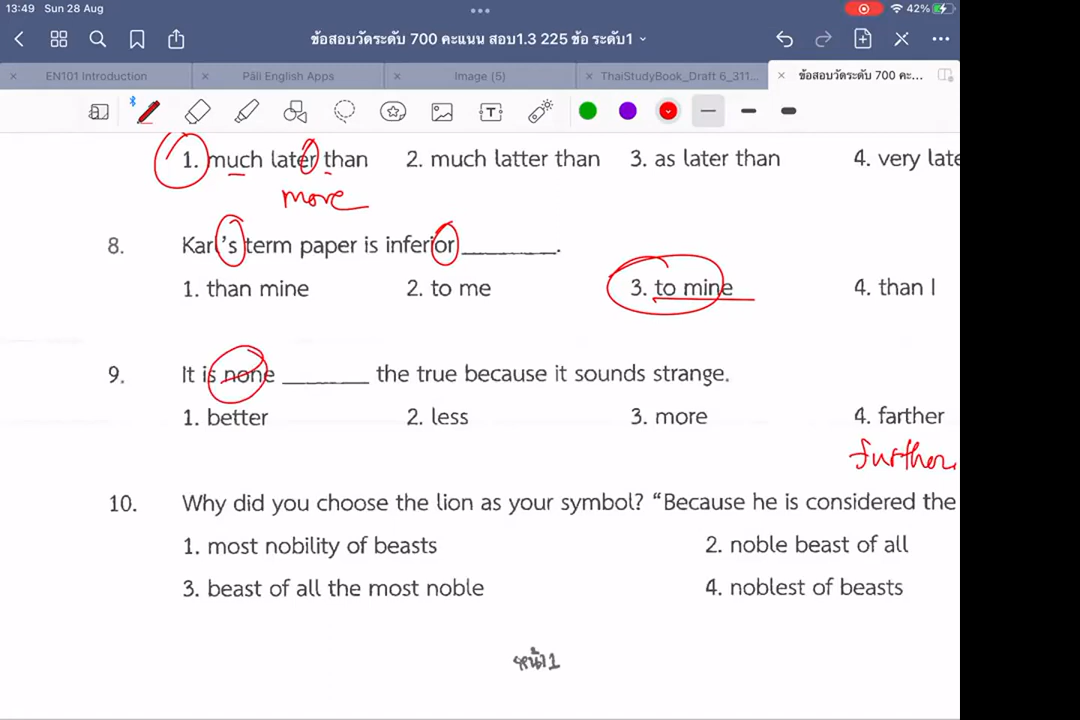 13:49 Sun 28 Aug 42%
ข้อสอบวัดระดับ 700 คะแนน สอบ1.3 225 ข้อ ระดับ1
EN101 Introduction Pāli English Apps Image (5) ThaiStudyBook_Draft 6_311... ข้อสอบวัดระดับ 700 คะ...
1. much later than 2. much latter than 3. as later than 4. very late
more
8. Karl's term paper is inferior ________.
1. than mine 2. to me 3. to mine 4. than I
9. It is none ________ the true because it sounds strange.
1. better 2. less 3. more 4. farther
further
10. Why did you choose the lion as your symbol? “Because he is considered the
1. most nobility of beasts 2. noble beast of all
3. beast of all the most noble 4. noblest of beasts
หน้า1